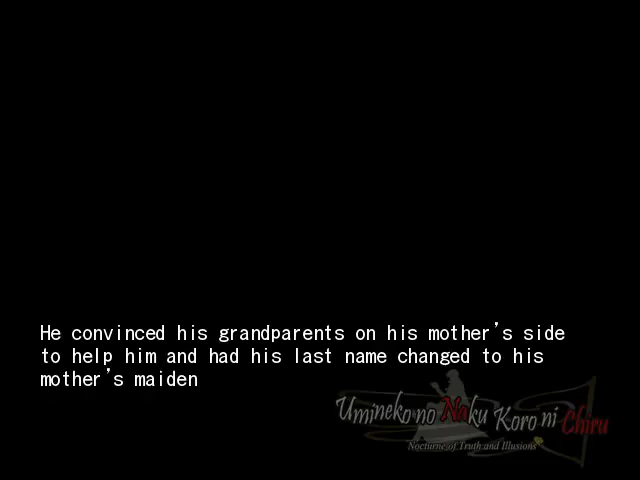 He convinced his grandparents on his mother's side
to help him and had his last name changed to his
mother's maiden
Umineko no Naku Koro ni Chiru
Nocturne of Truth and Illusions